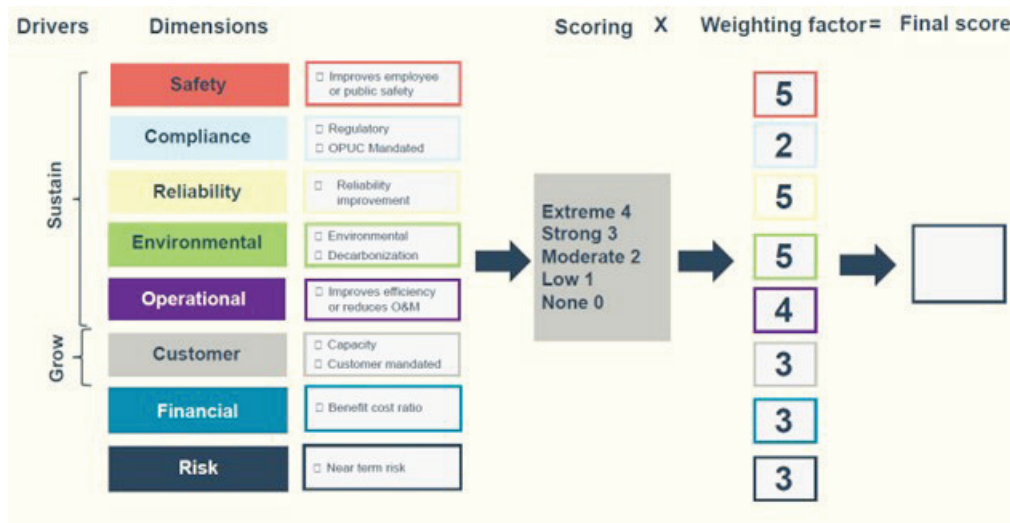 Drivers
Dimensions
Scoring X Weighting factor= Final score
Sustain
Safety
Improves employee
or public safety
5
Compliance
Regulatory
OPUC Mandated
2
Reliability
Reliability
improvement
5
Environmental
Environmental
Decarbonization
5
Operational
Improves efficiency
or reduces O&M
4
Grow
Customer
Capacity
Customer mandated
3
Financial
Benefit cost ratio
3
Risk
Near term risk
3
Extreme 4
Strong 3
Moderate 2
Low 1
None 0